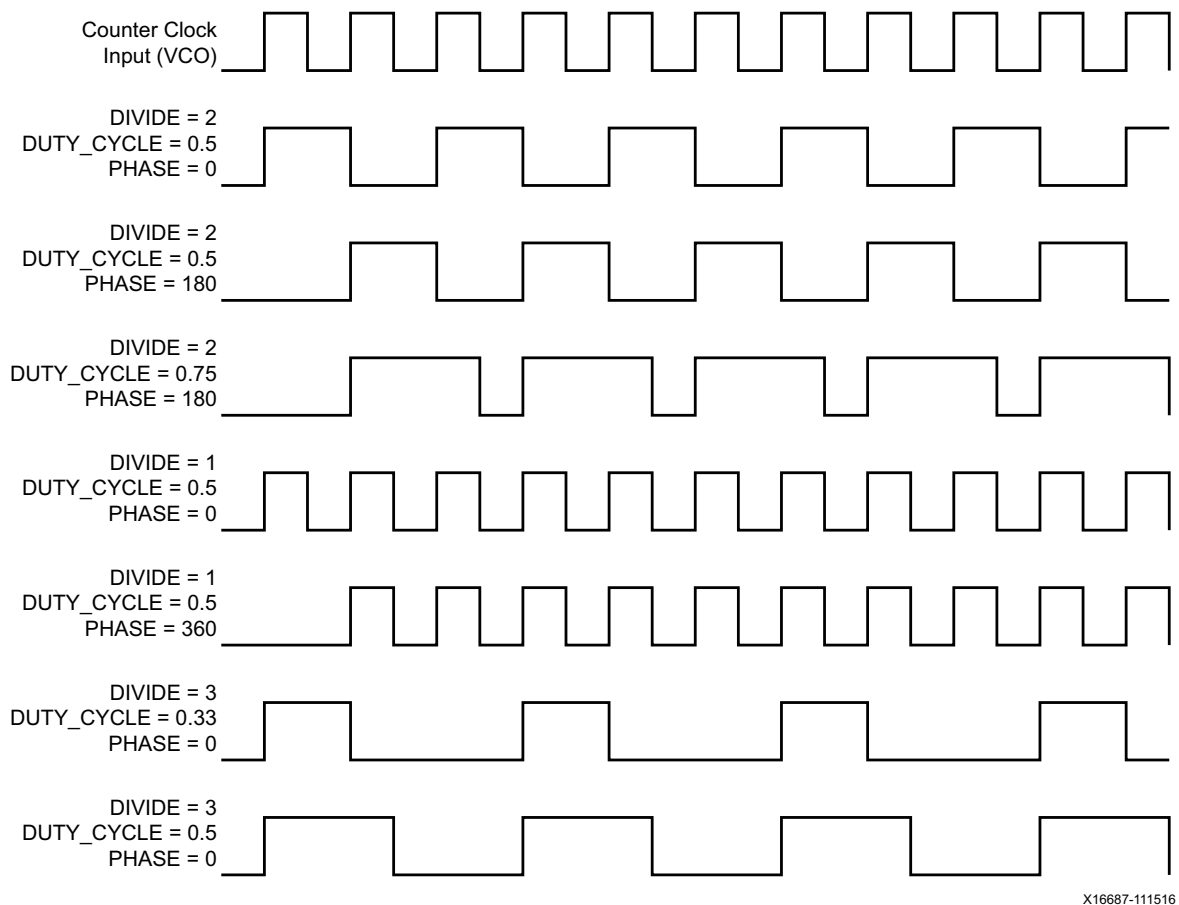 Counter Clock
Input (VCO)
DIVIDE = 2
DUTY_CYCLE = 0.5
PHASE = 0
DIVIDE = 2
DUTY_CYCLE = 0.5
PHASE = 180
DIVIDE = 2
DUTY_CYCLE = 0.75
PHASE = 180
DIVIDE = 1
DUTY_CYCLE = 0.5
PHASE = 0
DIVIDE = 1
DUTY_CYCLE = 0.5
PHASE = 360
DIVIDE = 3
DUTY_CYCLE = 0.33
PHASE = 0
DIVIDE = 3
DUTY_CYCLE = 0.5
PHASE = 0
X16687-111516